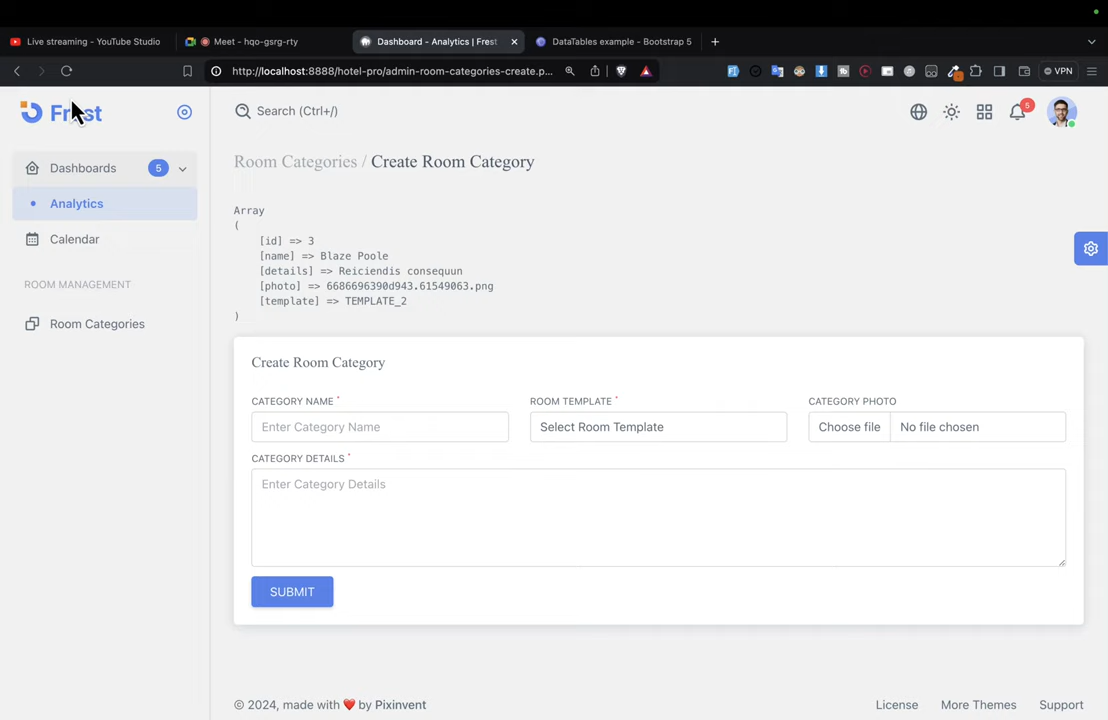 Live streaming - YouTube Studio
Meet - hqo-gsrg-rty
Dashboard - Analytics | Frest
DataTables example - Bootstrap 5
http://localhost:8888/hotel-pro/admin-room-categories-create.p...
VPN
Search (Ctrl+/)
5
Dashboards
5
Analytics
Calendar
ROOM MANAGEMENT
Room Categories
Room Categories / Create Room Category
Array
(
[id] => 3
[name] => Blaze Poole
[details] => Reiciendis consequun
[photo] => 6686696390d943.61549063.png
[template] => TEMPLATE_2
)
Create Room Category
CATEGORY NAME *
ROOM TEMPLATE *
CATEGORY PHOTO
Enter Category Name
Select Room Template
Choose file
No file chosen
CATEGORY DETAILS *
Enter Category Details
SUBMIT
© 2024, made with ❤️ by Pixinvent
License
More Themes
Support